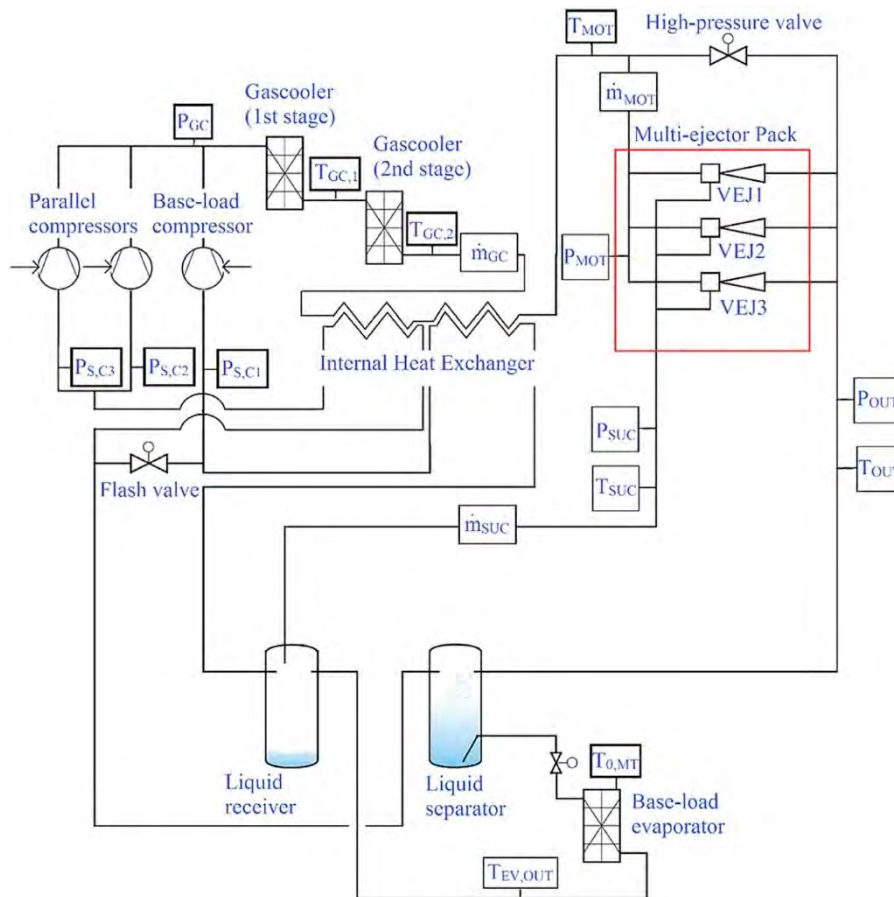 T_MOT
High-pressure valve
ṁ_MOT
Gascooler
(1st stage)
P_GC
Gascooler
(2nd stage)
Multi-ejector Pack
T_GC,1
VEJ1
Parallel
compressors
Base-load
compressor
T_GC,2
ṁ_GC
P_MOT
VEJ2
VEJ3
Internal Heat Exchanger
P_S,C3
P_S,C2
P_S,C1
P_OUT
P_SUC
T_OUT
T_SUC
Flash valve
ṁ_SUC
Liquid
receiver
Liquid
separator
T_0,MT
Base-load
evaporator
T_EV,OUT